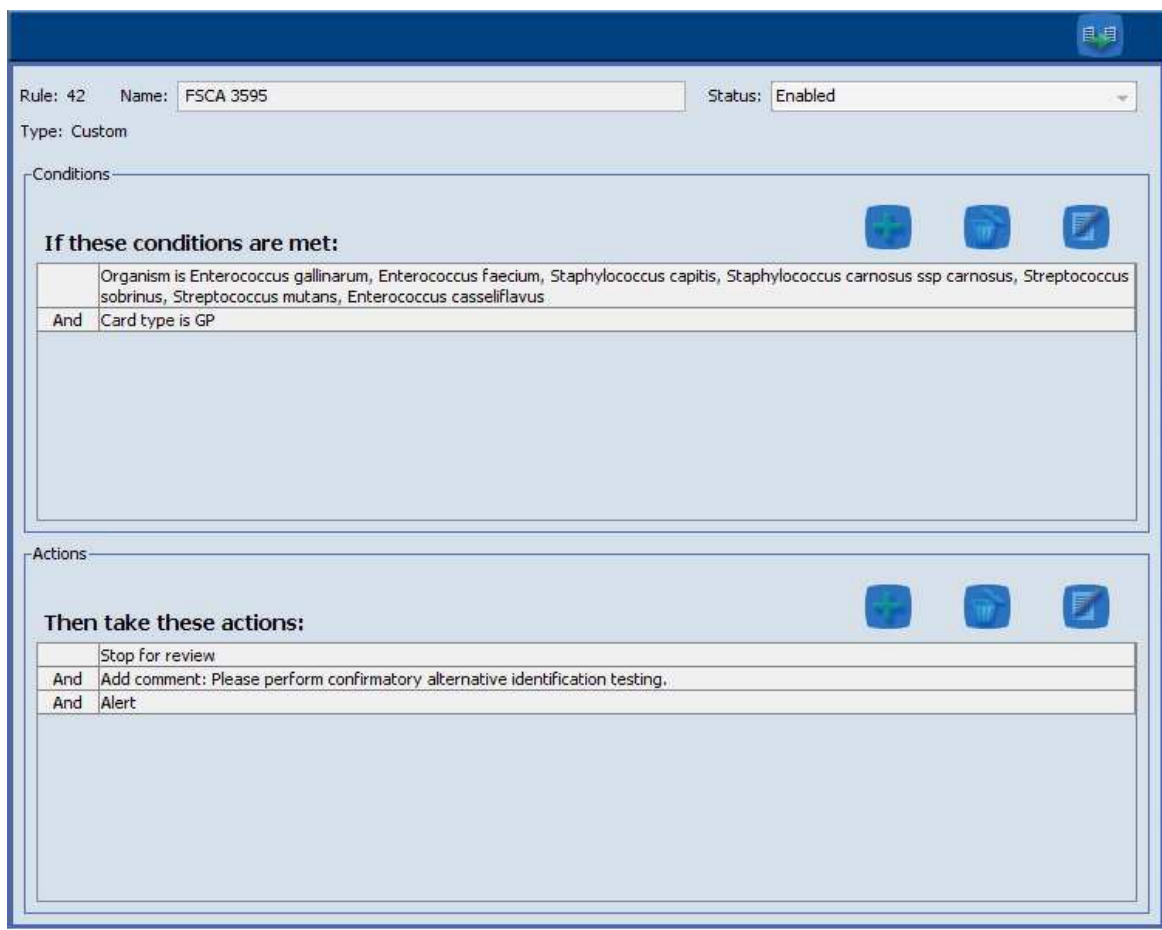 Rule: 42 Name: FSCA 3595 Status: Enabled
Type: Custom
Conditions
If these conditions are met:
Organism is Enterococcus gallinarum, Enterococcus faecium, Staphylococcus capitis, Staphylococcus carnosus ssp carnosus, Streptococcus
sobrinus, Streptococcus mutans, Enterococcus casseliflavus
And Card type is GP
Actions
Then take these actions:
Stop for review
And Add comment: Please perform confirmatory alternative identification testing.
And Alert